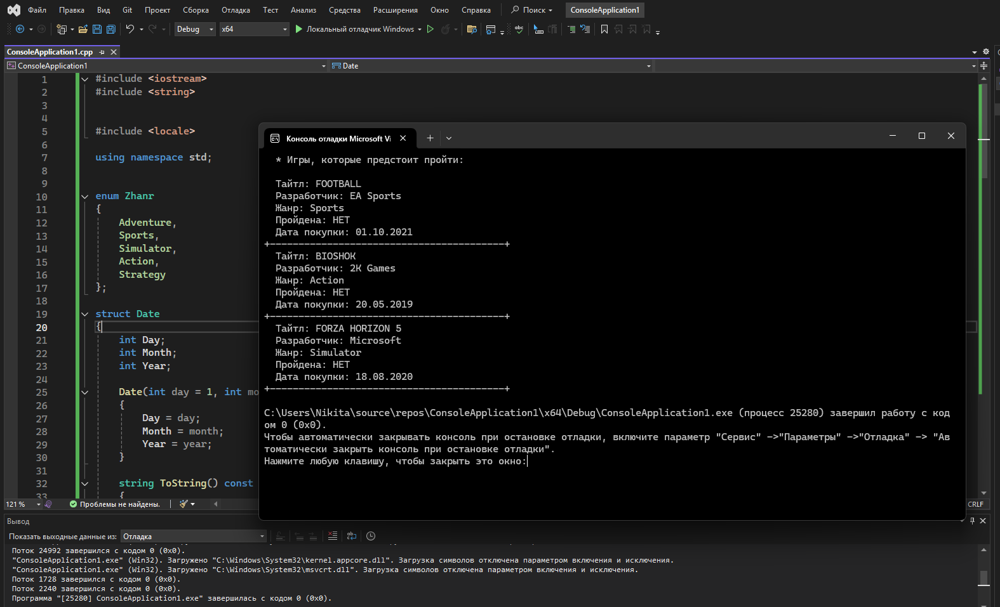 Файл Правка Вид Git Проект Сборка Отладка Тест Анализ Средства Расширения Окно Справка Поиск ConsoleApplication1
Debug x64 Локальный отладчик Windows
ConsoleApplication1.cpp
ConsoleApplication1 Date
1 #include <iostream>
2 #include <string>
3
4
5 #include <locale>
6
7 using namespace std;
8
9
10 enum Zhanr
11 {
12 Adventure,
13 Sports,
14 Simulator,
15 Action,
16 Strategy
17 };
18
19 struct Date
20 {
21 int Day;
22 int Month;
23 int Year;
24
25 Date(int day = 1, int mo
26 {
27 Day = day;
28 Month = month;
29 Year = year;
30 }
31
32 string ToString() const
33 {
Консоль отладки Microsoft Vi
* Игры, которые предстоит пройти:
Тайтл: FOOTBALL
Разработчик: EA Sports
Жанр: Sports
Пройдена: НЕТ
Дата покупки: 01.10.2021
+-----------------------------------------+
Тайтл: BIOSHOK
Разработчик: 2K Games
Жанр: Action
Пройдена: НЕТ
Дата покупки: 20.05.2019
+-----------------------------------------+
Тайтл: FORZA HORIZON 5
Разработчик: Microsoft
Жанр: Simulator
Пройдена: НЕТ
Дата покупки: 18.08.2020
+-----------------------------------------+
C:\Users\Nikita\source\repos\ConsoleApplication1\x64\Debug\ConsoleApplication1.exe (процесс 25280) завершил работу с код
ом 0 (0x0).
Чтобы автоматически закрывать консоль при остановке отладки, включите параметр "Сервис" ->"Параметры" ->"Отладка" -> "Ав
томатически закрыть консоль при остановке отладки".
Нажмите любую клавишу, чтобы закрыть это окно:
121 % Проблемы не найдены. CRLF
Вывод
Показать выходные данные из: Отладка
Поток 24992 завершился с кодом 0 (0x0).
"ConsoleApplication1.exe" (Win32). Загружено "C:\Windows\System32\kernel.appcore.dll". Загрузка символов отключена параметром включения и исключения.
"ConsoleApplication1.exe" (Win32). Загружено "C:\Windows\System32\msvcrt.dll". Загрузка символов отключена параметром включения и исключения.
Поток 1728 завершился с кодом 0 (0x0).
Поток 2240 завершился с кодом 0 (0x0).
Программа "[25280] ConsoleApplication1.exe" завершилась с кодом 0 (0x0).